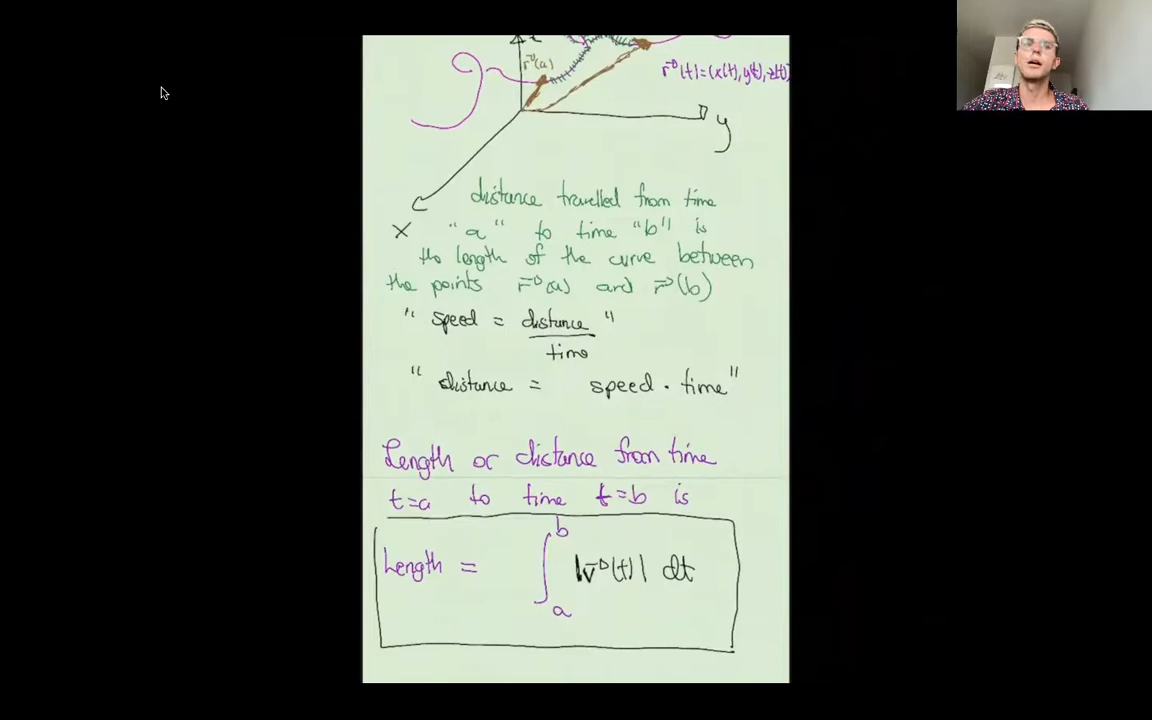 z
r⃗(a)
r⃗(t)=(x(t),y(t),z(t))
y
distance travelled from time
x "a" to time "b" is
the length of the curve between
the points r⃗(a) and r⃗(b)
" speed = distance "
time
" distance = speed . time"
Length or distance from time
t=a to time t=b is
b
Length = ∫ |v⃗(t)| dt
a